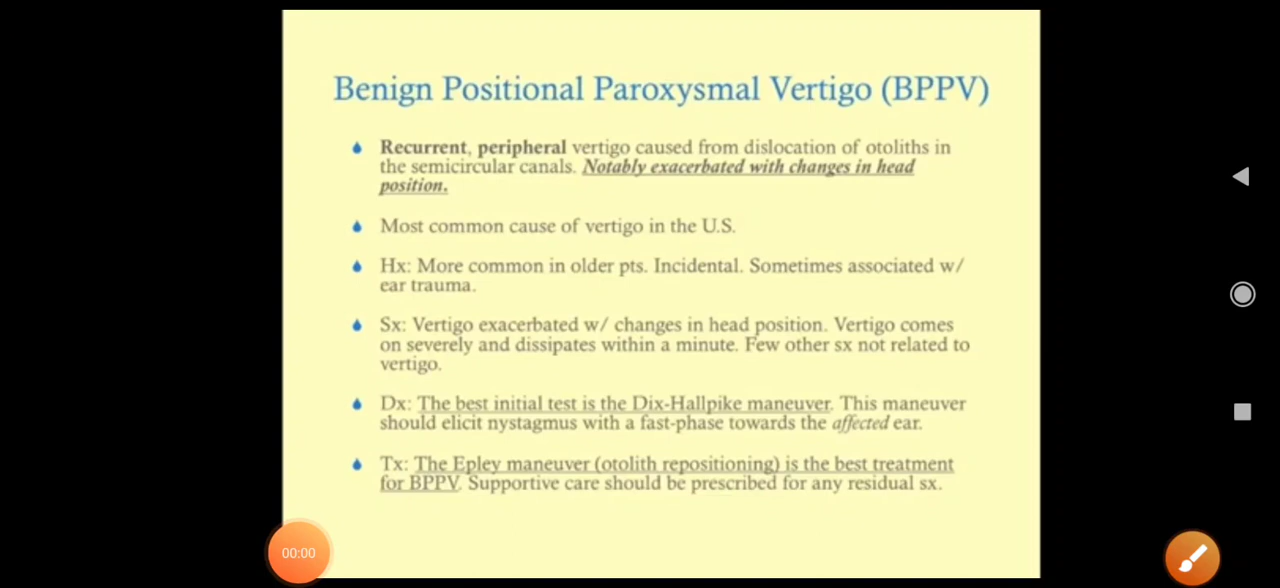 Benign Positional Paroxysmal Vertigo (BPPV)
Recurrent, peripheral vertigo caused from dislocation of otoliths in
the semicircular canals. Notably exacerbated with changes in head
position.
Most common cause of vertigo in the U.S.
Hx: More common in older pts. Incidental. Sometimes associated w/
ear trauma.
Sx: Vertigo exacerbated w/ changes in head position. Vertigo comes
on severely and dissipates within a minute. Few other sx not related to
vertigo.
Dx: The best initial test is the Dix-Hallpike maneuver. This maneuver
should elicit nystagmus with a fast-phase towards the affected ear.
Tx: The Epley maneuver (otolith repositioning) is the best treatment
for BPPV. Supportive care should be prescribed for any residual sx.
00:00